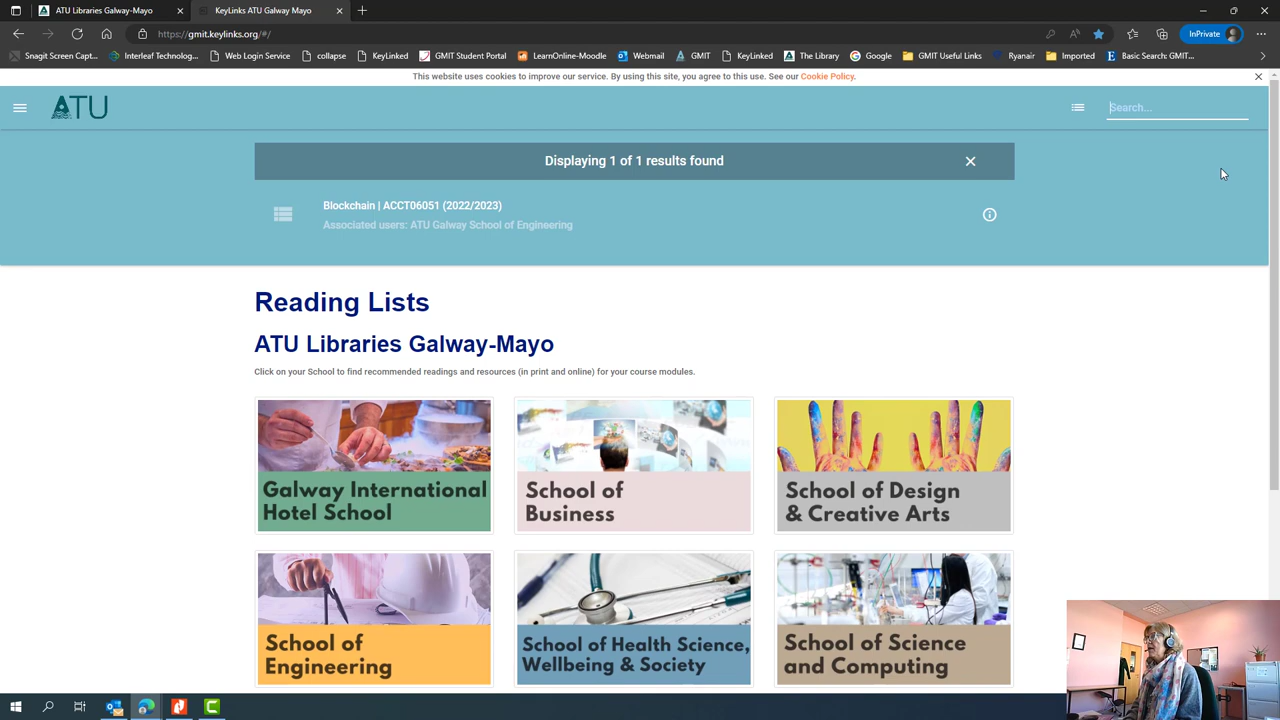 ATU Libraries Galway-Mayo
KeyLinks ATU Galway Mayo
https://gmit.keylinks.org/#/
InPrivate
Snagit Screen Capt...
Interleaf Technolog...
Web Login Service
collapse
KeyLinked
GMIT Student Portal
LearnOnline-Moodle
Webmail
GMIT
KeyLinked
The Library
Google
GMIT Useful Links
Ryanair
Imported
Basic Search: GMIT...
This website uses cookies to improve our service. By using this site, you agree to this use. See our Cookie Policy.
ATU
Search...
Displaying 1 of 1 results found
Blockchain | ACCT06051 (2022/2023)
Associated users: ATU Galway School of Engineering
Reading Lists
ATU Libraries Galway-Mayo
Click on your School to find recommended readings and resources (in print and online) for your course modules.
Galway International
Hotel School
School of
Business
School of Design
& Creative Arts
School of
Engineering
School of Health Science,
Wellbeing & Society
School of Science
and Computing